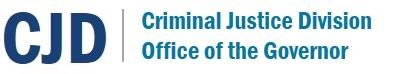 CJD
Criminal Justice Division
Office of the Governor